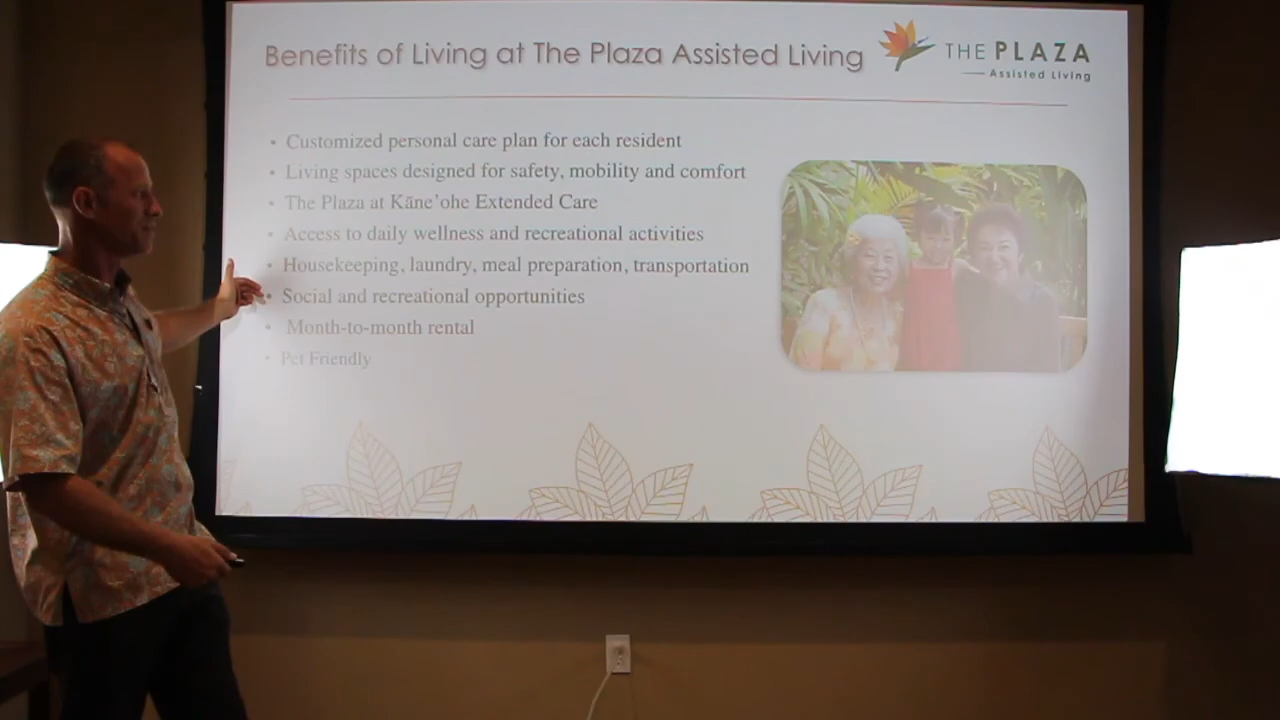 Benefits of Living at The Plaza Assisted Living
THE PLAZA
Assisted Living
• Customized personal care plan for each resident
• Living spaces designed for safety, mobility and comfort
• The Plaza at Kāne'ohe Extended Care
• Access to daily wellness and recreational activities
• Housekeeping, laundry, meal preparation, transportation
• Social and recreational opportunities
• Month-to-month rental
• Pet Friendly